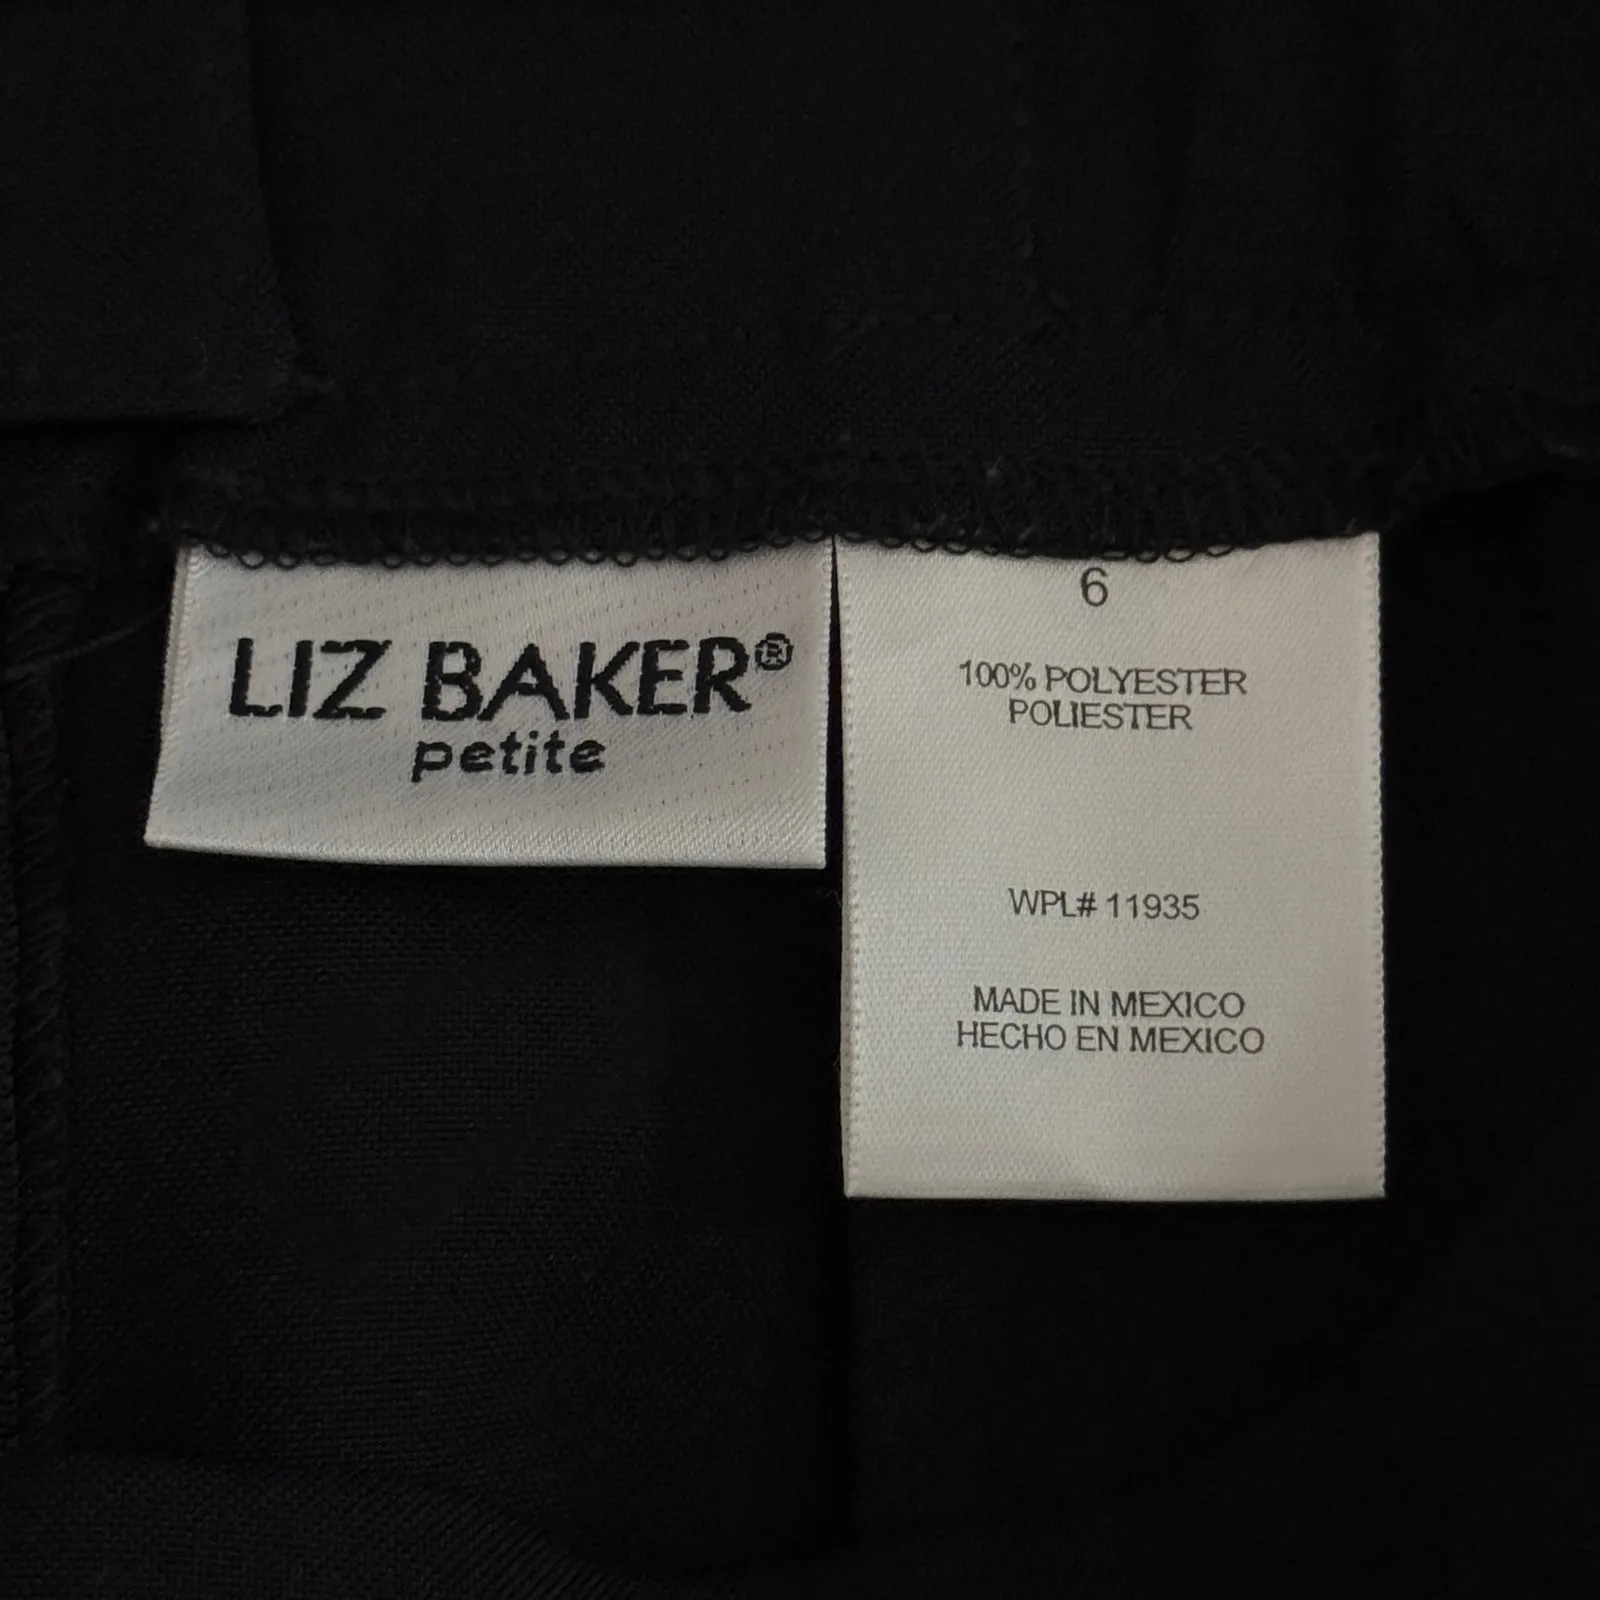 LIZ BAKER®
petite
6
100% POLYESTER
POLIESTER
WPL# 11935
MADE IN MEXICO
HECHO EN MEXICO